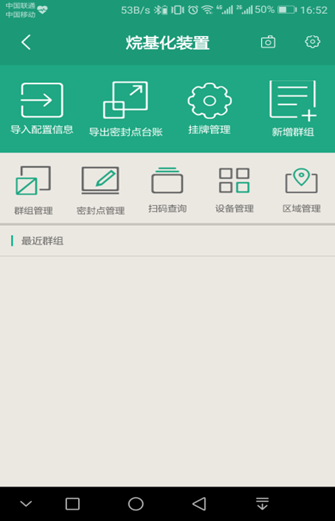 中国联通
中国移动
53B/s 50% 16:52
烷基化装置
导入配置信息 导出密封点台账 挂牌管理 新增群组
群组管理 密封点管理 扫码查询 设备管理 区域管理
最近群组